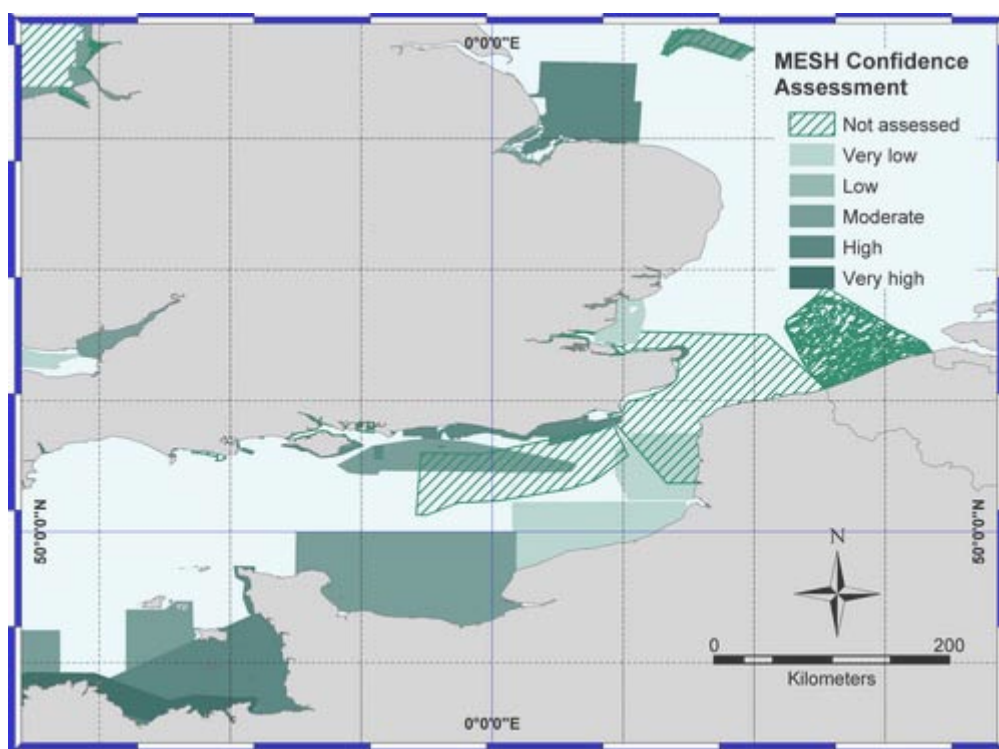 0°0'0"E
MESH Confidence
Assessment
Not assessed
Very low
Low
Moderate
High
Very high
50°0'0"N
50°0'0"N
N
0 200
Kilometers
0°0'0"E